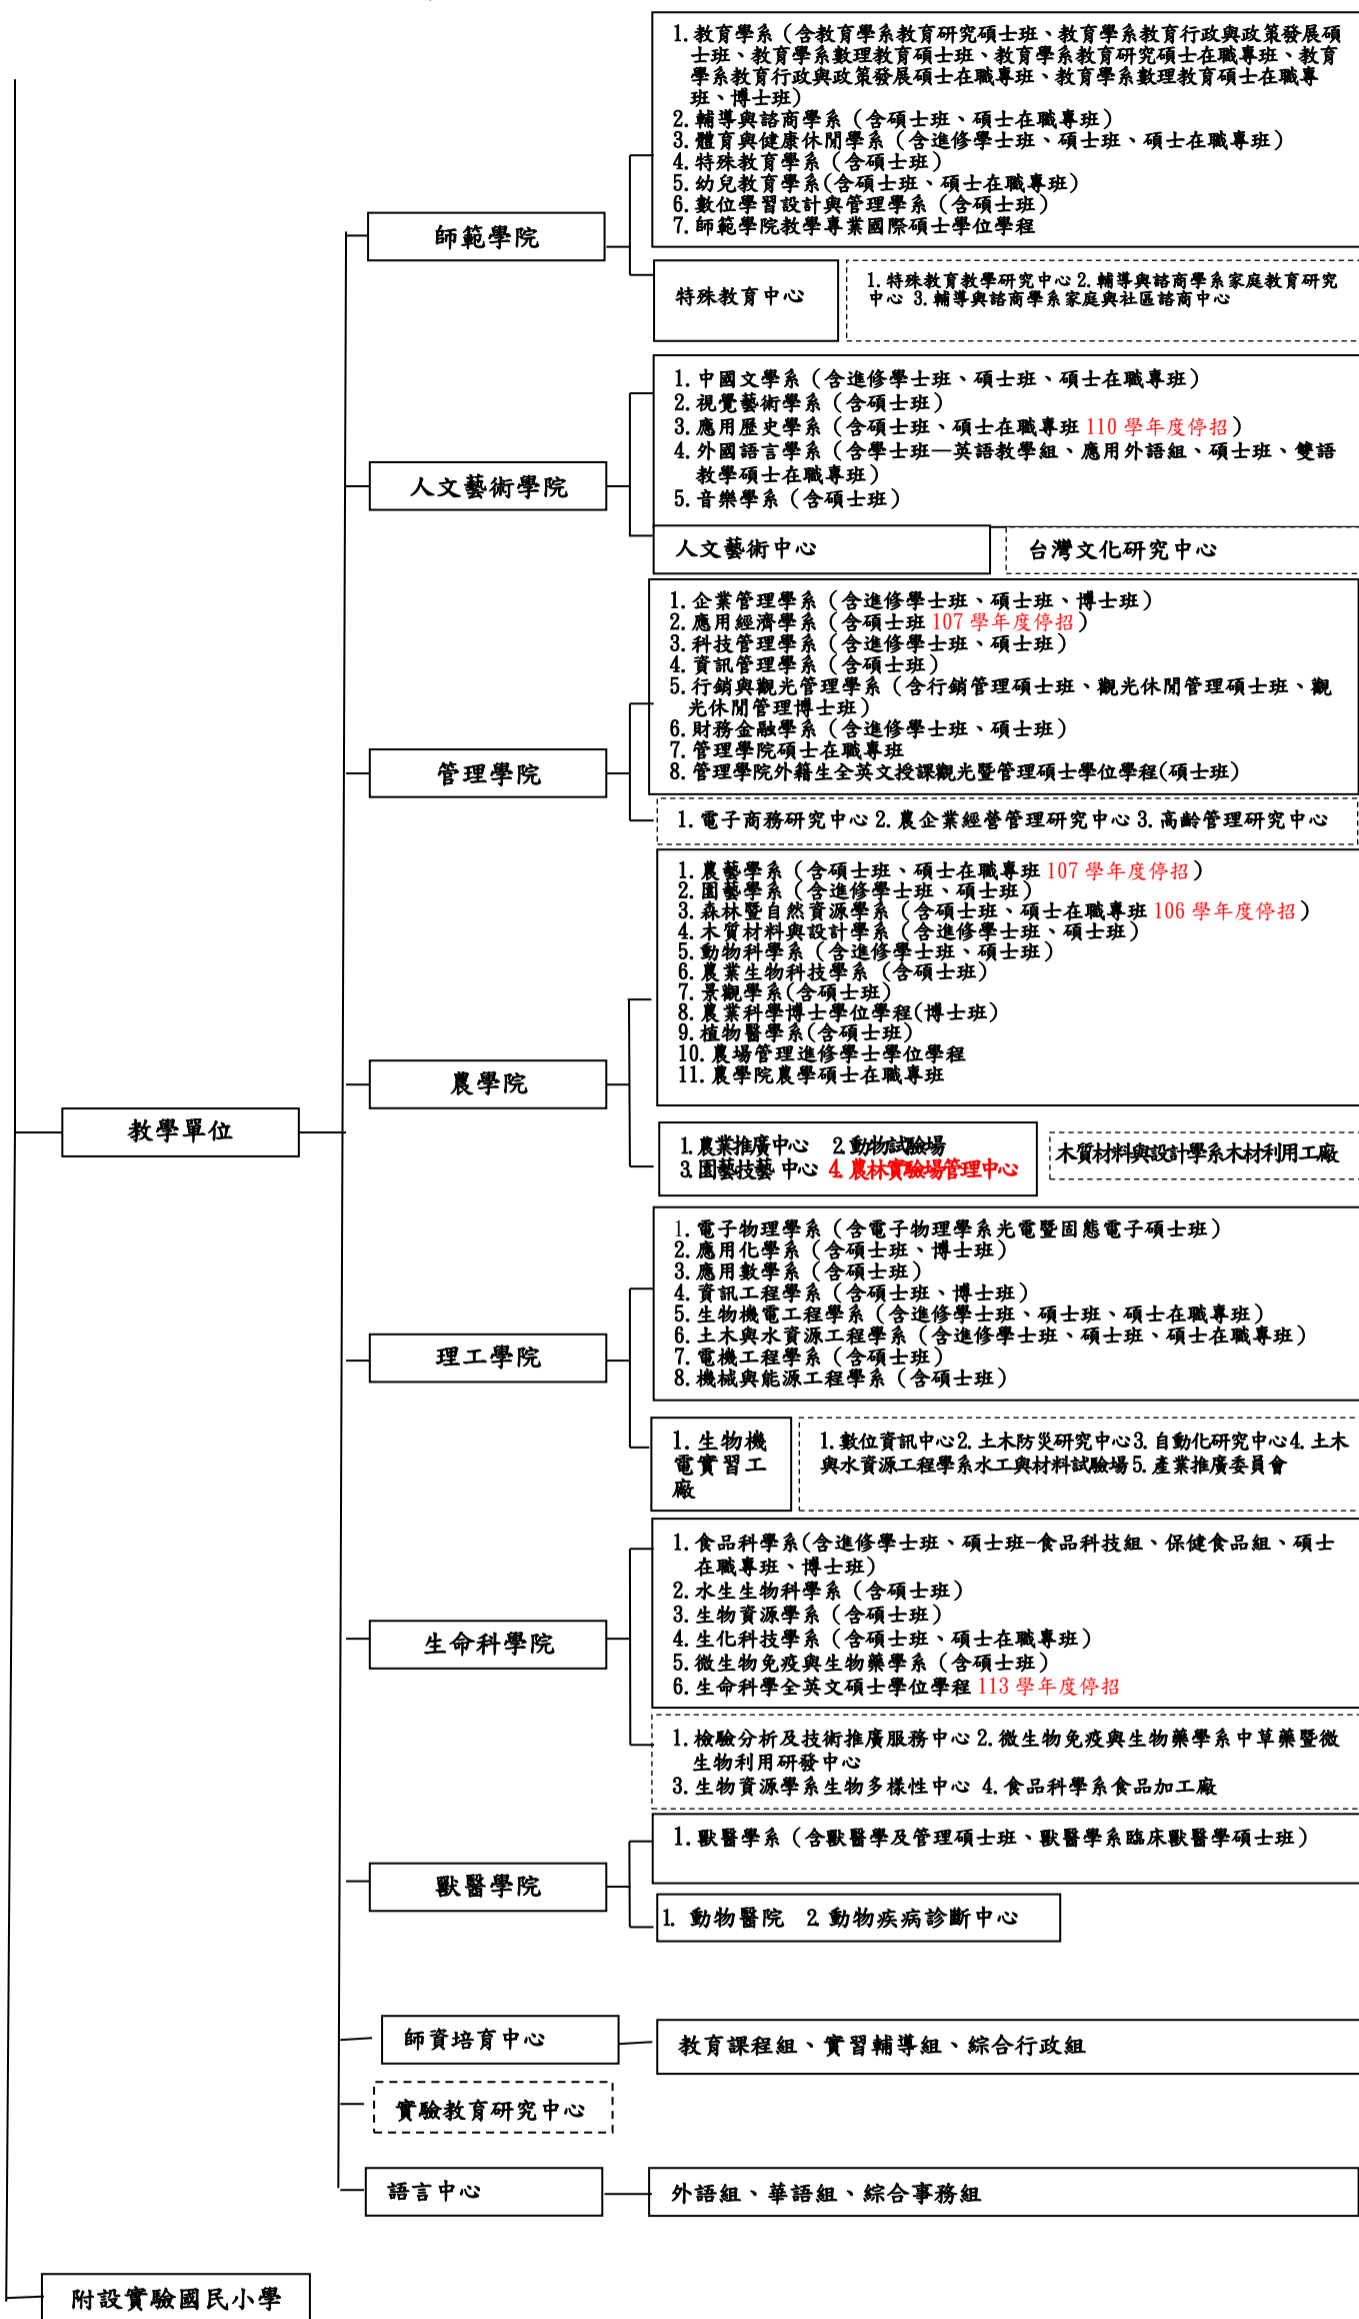 1.教育學系（含教育學系教育研究碩士班、教育學系教育行政與政策發展碩
士班、教育學系數理教育碩士班、教育學系教育研究碩士在職專班、教育
學系教育行政與政策發展碩士在職專班、教育學系數理教育碩士在職專
班、博士班）
2.輔導與諮商學系（含碩士班、碩士在職專班）
3.體育與健康休閒學系（含進修學士班、碩士班、碩士在職專班）
4.特殊教育學系（含碩士班）
5.幼兒教育學系(含碩士班、碩士在職專班)
6.數位學習設計與管理學系（含碩士班）
7.師範學院教學專業國際碩士學位學程
師範學院
特殊教育中心
1.特殊教育教學研究中心 2.輔導與諮商學系家庭教育研究
中心 3.輔導與諮商學系家庭與社區諮商中心
1.中國文學系（含進修學士班、碩士班、碩士在職專班）
2.視覺藝術學系（含碩士班）
3.應用歷史學系（含碩士班、碩士在職專班 110 學年度停招）
4.外國語言學系（含學士班—英語教學組、應用外語組、碩士班、雙語
教學碩士在職專班）
5.音樂學系（含碩士班）
人文藝術學院
人文藝術中心
台灣文化研究中心
1.企業管理學系（含進修學士班、碩士班、博士班）
2.應用經濟學系（含碩士班 107 學年度停招）
3.科技管理學系（含進修學士班、碩士班）
4.資訊管理學系（含碩士班）
5.行銷與觀光管理學系（含行銷管理碩士班、觀光休閒管理碩士班、觀
光休閒管理博士班）
6.財務金融學系（含進修學士班、碩士班）
7.管理學院碩士在職專班
8.管理學院外籍生全英文授課觀光暨管理碩士學位學程(碩士班)
管理學院
1.電子商務研究中心 2.農企業經營管理研究中心 3.高齡管理研究中心
1.農藝學系（含碩士班、碩士在職專班 107 學年度停招）
2.園藝學系（含進修學士班、碩士班）
3.森林暨自然資源學系（含碩士班、碩士在職專班 106 學年度停招）
4.木質材料與設計學系（含進修學士班、碩士班）
5.動物科學系（含進修學士班、碩士班）
6.農業生物科技學系（含碩士班）
7.景觀學系(含碩士班)
8.農業科學博士學位學程(博士班)
9.植物醫學系(含碩士班)
10.農場管理進修學士學位學程
11.農學院農學碩士在職專班
農學院
教學單位
1.農業推廣中心 2.動物試驗場
3.園藝技藝 中心 4.農林實驗場管理中心
木質材料與設計學系木材利用工廠
1.電子物理學系（含電子物理學系光電暨固態電子碩士班）
2.應用化學系（含碩士班、博士班）
3.應用數學系（含碩士班）
4.資訊工程學系（含碩士班、博士班）
5.生物機電工程學系（含進修學士班、碩士班、碩士在職專班）
6.土木與水資源工程學系（含進修學士班、碩士班、碩士在職專班）
7.電機工程學系（含碩士班）
8.機械與能源工程學系（含碩士班）
理工學院
1.生物機
電實習工
廠
1.數位資訊中心2.土木防災研究中心3.自動化研究中心4.土木
與水資源工程學系水工與材料試驗場5.產業推廣委員會
1.食品科學系(含進修學士班、碩士班-食品科技組、保健食品組、碩士
在職專班、博士班)
2.水生生物科學系（含碩士班）
3.生物資源學系（含碩士班）
4.生化科技學系（含碩士班、碩士在職專班）
5.微生物免疫與生物藥學系（含碩士班）
6.生命科學全英文碩士學位學程 113 學年度停招
生命科學院
1.檢驗分析及技術推廣服務中心 2.微生物免疫與生物藥學系中草藥暨微
生物利用研發中心
3.生物資源學系生物多樣性中心 4.食品科學系食品加工廠
1.獸醫學系（含獸醫學及管理碩士班、獸醫學系臨床獸醫學碩士班）
獸醫學院
1. 動物醫院 2.動物疾病診斷中心
師資培育中心
教育課程組、實習輔導組、綜合行政組
實驗教育研究中心
語言中心
外語組、華語組、綜合事務組
附設實驗國民小學